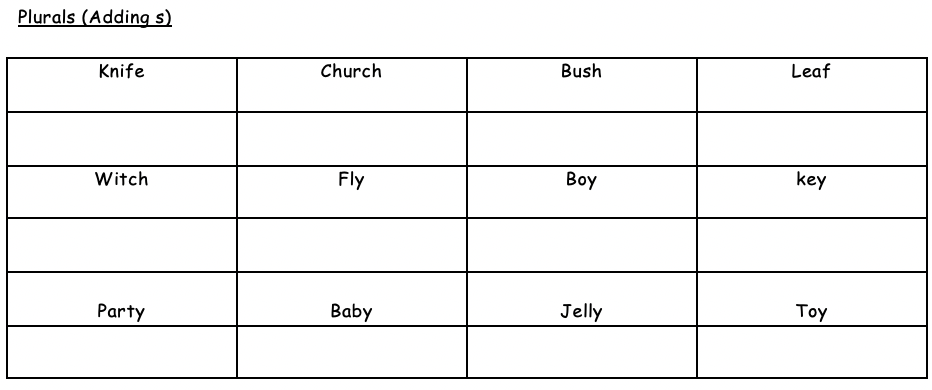 Plurals (Adding s)
Knife Church Bush Leaf
Witch Fly Boy key
Party Baby Jelly Toy